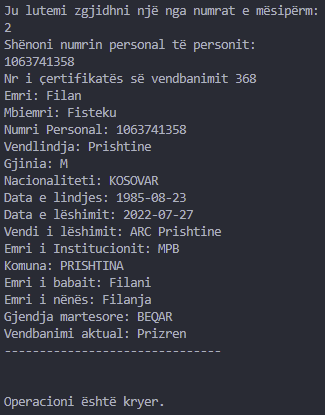 Ju lutemi zgjidhni një nga numrat e mësipërm:
2
Shënoni numrin personal të personit:
1063741358
Nr i çertifikatës së vendbanimit 368
Emri: Filan
Mbiemri: Fisteku
Numri Personal: 1063741358
Vendlindja: Prishtine
Gjinia: M
Nacionaliteti: KOSOVAR
Data e lindjes: 1985-08-23
Data e lëshimit: 2022-07-27
Vendi i lëshimit: ARC Prishtine
Emri i Institucionit: MPB
Komuna: PRISHTINA
Emri i babait: Filani
Emri i nënës: Filanja
Gjendja martesore: BEQAR
Vendbanimi aktual: Prizren
-------------------------------
Operacioni është kryer.